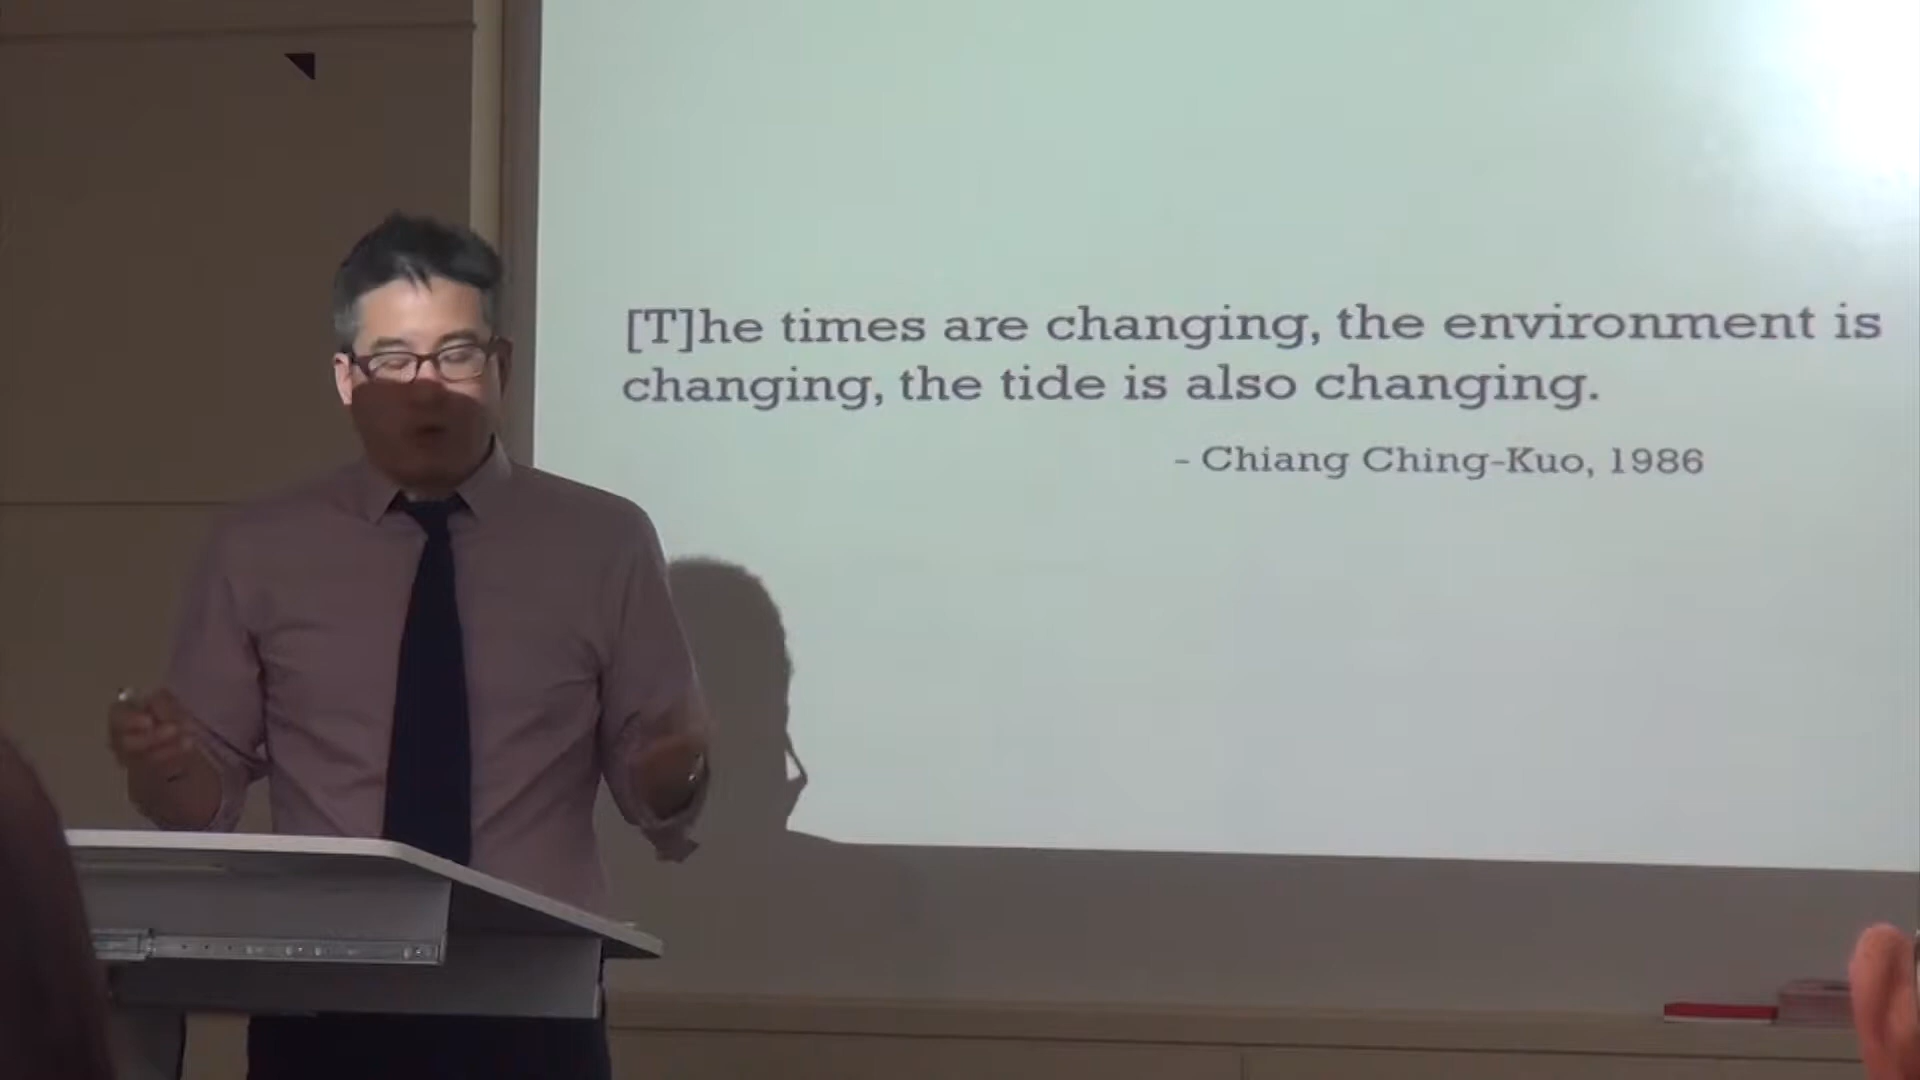 [T]he times are changing, the environment is
changing, the tide is also changing.
- Chiang Ching-Kuo, 1986